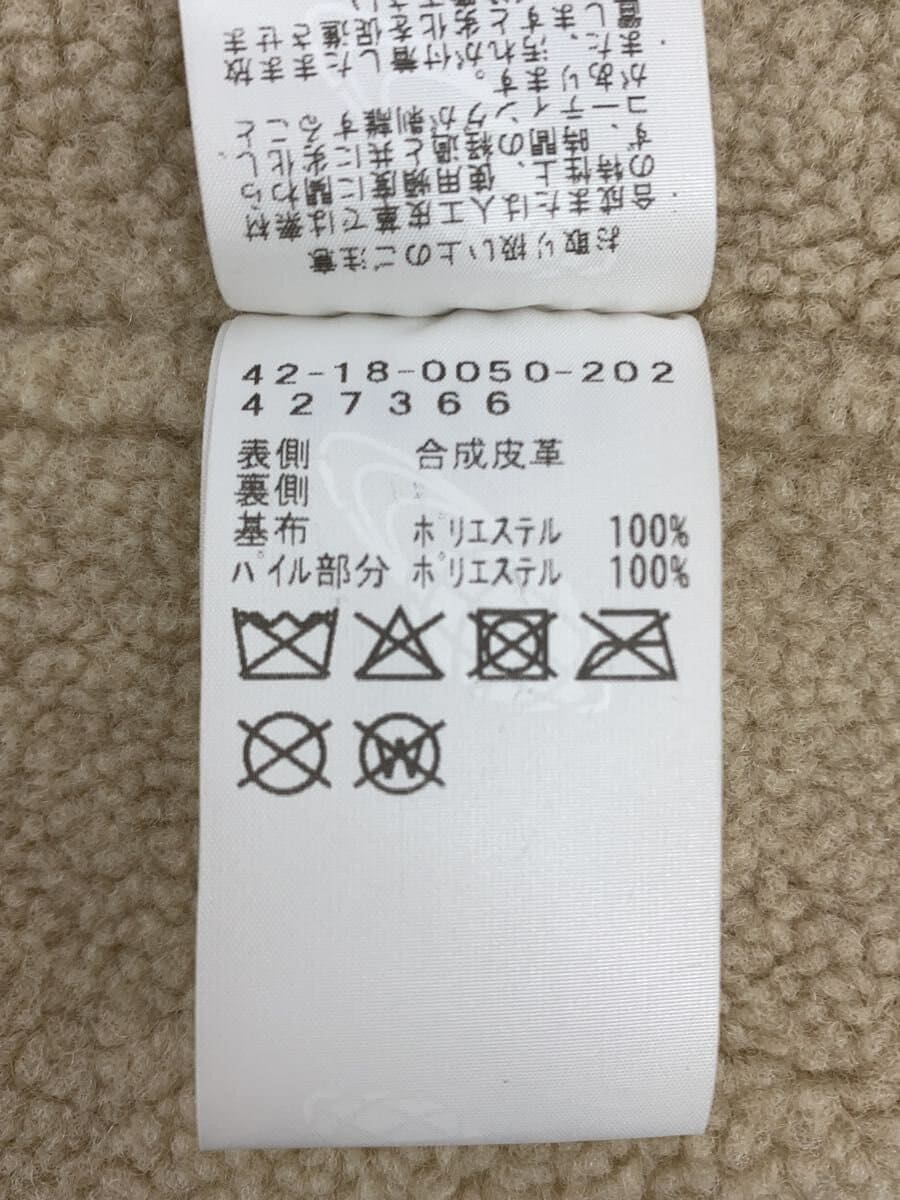 お取り扱い上のご注意
・合成または人工皮革では素材
の特性上、使用頻度に関わら
ず、時間の経過と共に劣化し
コーティングが剥離すること
があります。
42-18-0050-202
427366
表側 合成皮革
裏側
基布 ポリエステル 100%
パイル部分 ポリエステル 100%
W